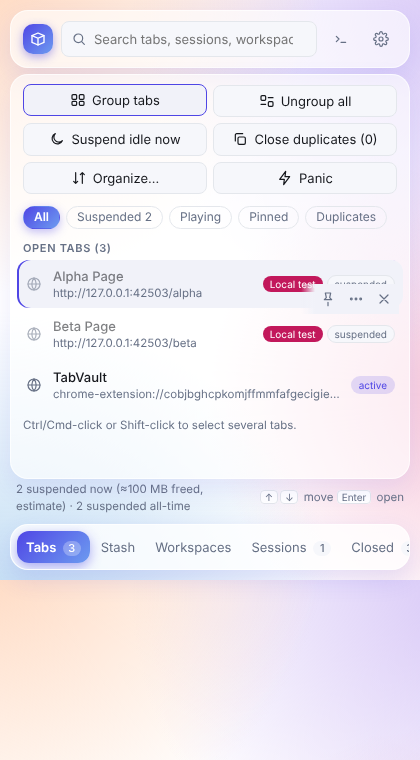 Search tabs, sessions, workspac
Group tabs
Ungroup all
Suspend idle now
Close duplicates (0)
Organize...
Panic
All
Suspended 2
Playing
Pinned
Duplicates
OPEN TABS (3)
Alpha Page
http://127.0.0.1:42503/alpha
Local test
suspended
Beta Page
http://127.0.0.1:42503/beta
Local test
suspended
TabVault
chrome-extension://cobjbghcpkomjffmmfafgecigie...
active
Ctrl/Cmd-click or Shift-click to select several tabs.
2 suspended now (≈100 MB freed,
estimate) · 2 suspended all-time
↑ ↓ move Enter open
Tabs 3
Stash
Workspaces
Sessions 1
Closed